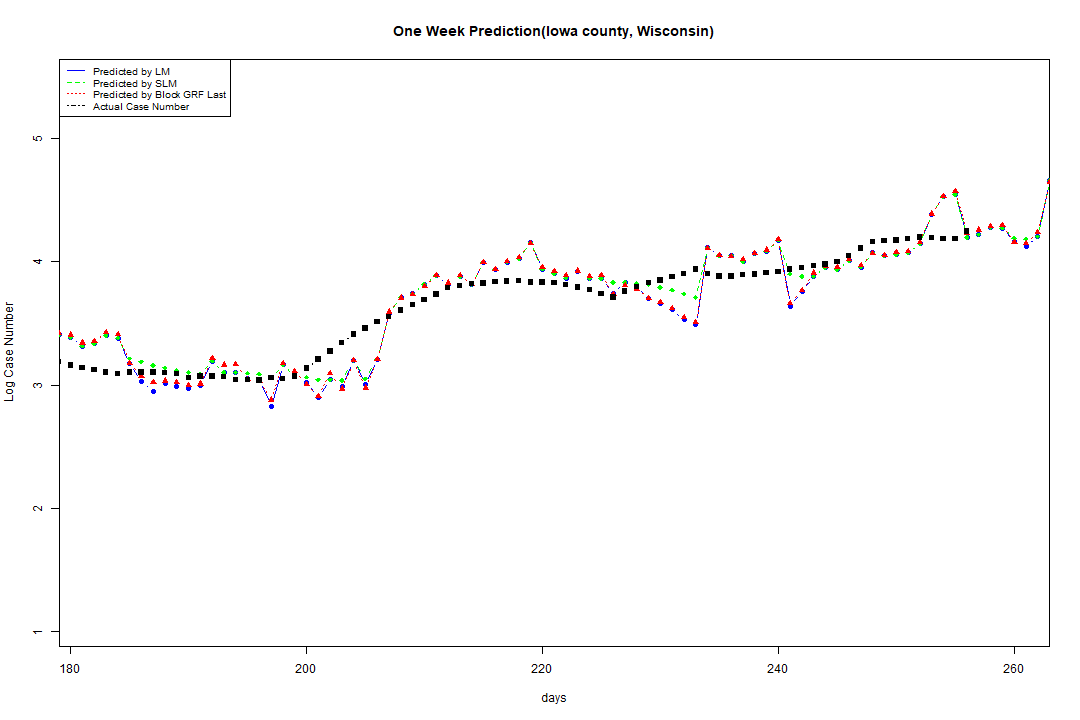 One Week Prediction(Iowa county, Wisconsin)
Predicted by LM
Predicted by SLM
Predicted by Block GRF Last
Actual Case Number
5
4
3
2
1
Log Case Number
180 200 220 240 260
days